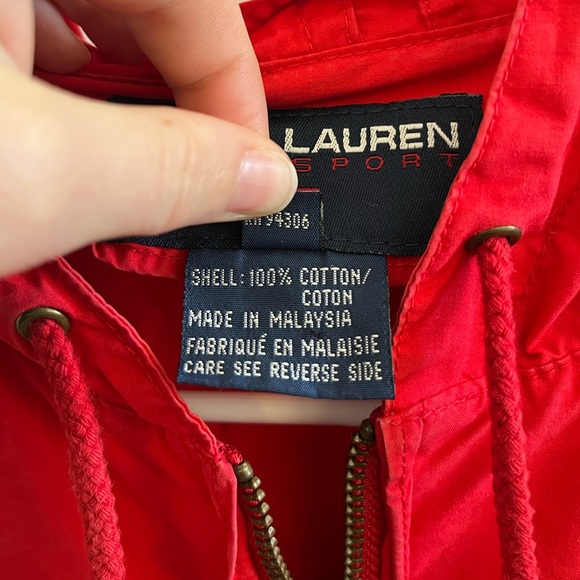 LAUREN
SPORT
RN 94306
SHELL: 100% COTTON/
COTON
MADE IN MALAYSIA
FABRIQUÉ EN MALAISIE
CARE SEE REVERSE SIDE